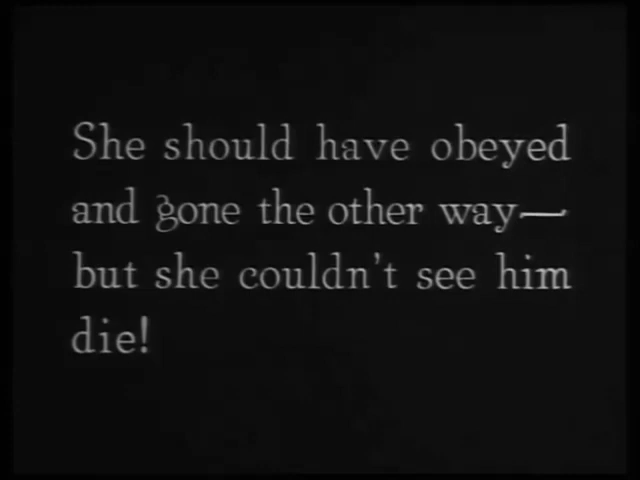 She should have obeyed
and gone the other way—
but she couldn't see him
die!